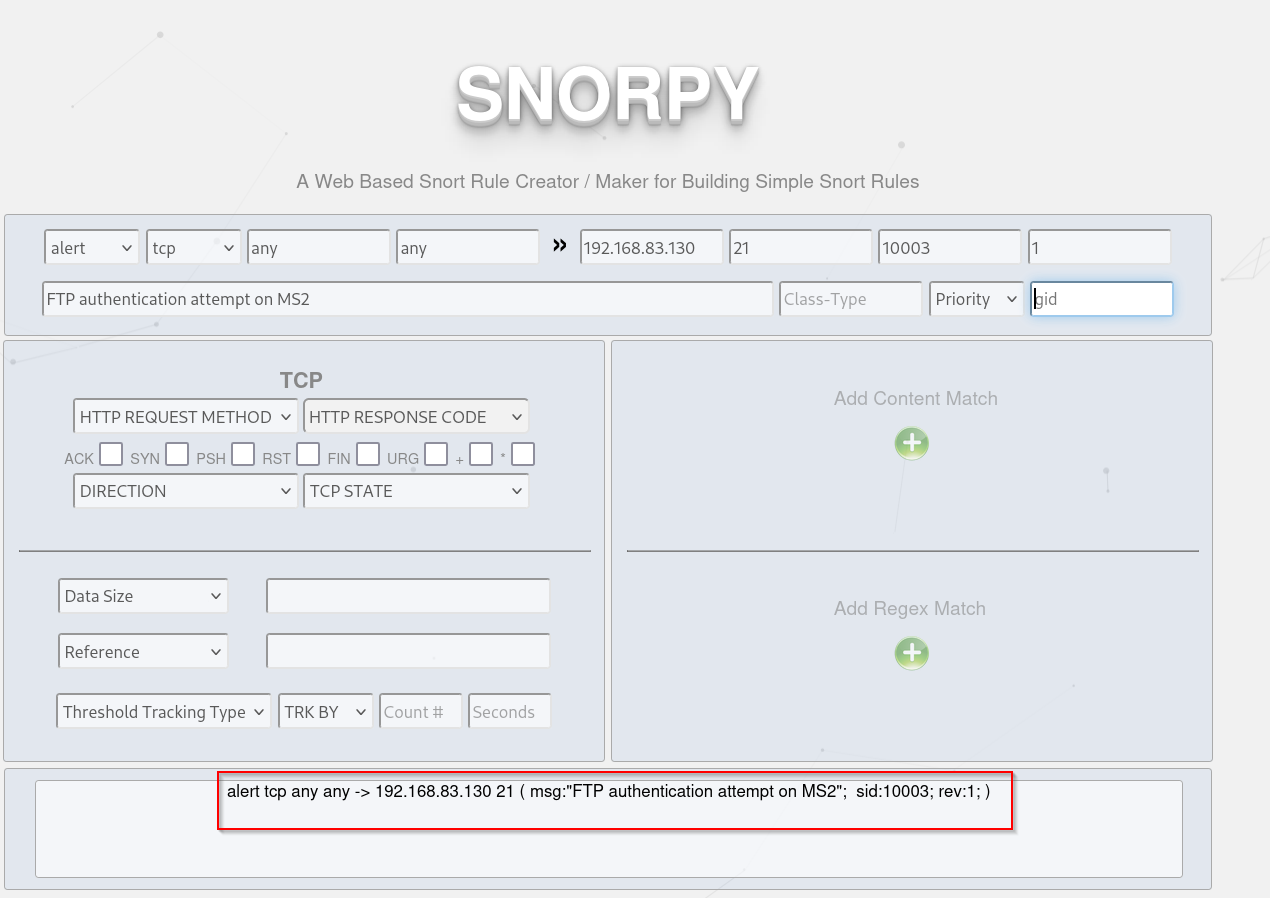 SNORPY
A Web Based Snort Rule Creator / Maker for Building Simple Snort Rules
alert tcp any any » 192.168.83.130 21 10003 1
FTP authentication attempt on MS2 Class-Type Priority gid
TCP
HTTP REQUEST METHOD HTTP RESPONSE CODE
ACK SYN PSH RST FIN URG + *
DIRECTION TCP STATE
Data Size
Reference
Threshold Tracking Type TRK BY Count # Seconds
Add Content Match
Add Regex Match
alert tcp any any -> 192.168.83.130 21 ( msg:"FTP authentication attempt on MS2";  sid:10003; rev:1; )